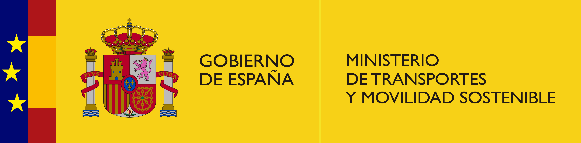 GOBIERNO
DE ESPAÑA
MINISTERIO
DE TRANSPORTES
Y MOVILIDAD SOSTENIBLE